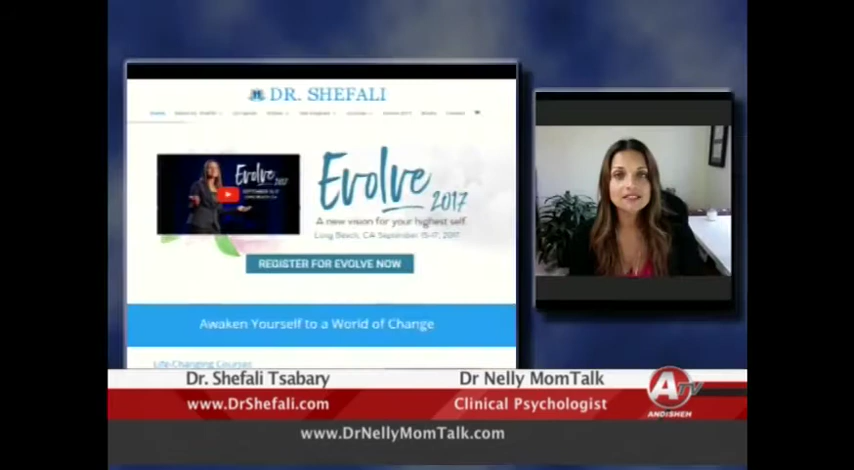 DR. SHEFALI
Evolve
2017
Evolve 2017
A new vision for your highest self.
Long Beach, CA September 15-17, 2017
REGISTER FOR EVOLVE NOW
Awaken Yourself to a World of Change
Life-Changing Courses
Dr. Shefali Tsabary
www.DrShefali.com
Dr Nelly MomTalk
Clinical Psychologist
ATV
ANDISHEH
www.DrNellyMomTalk.com